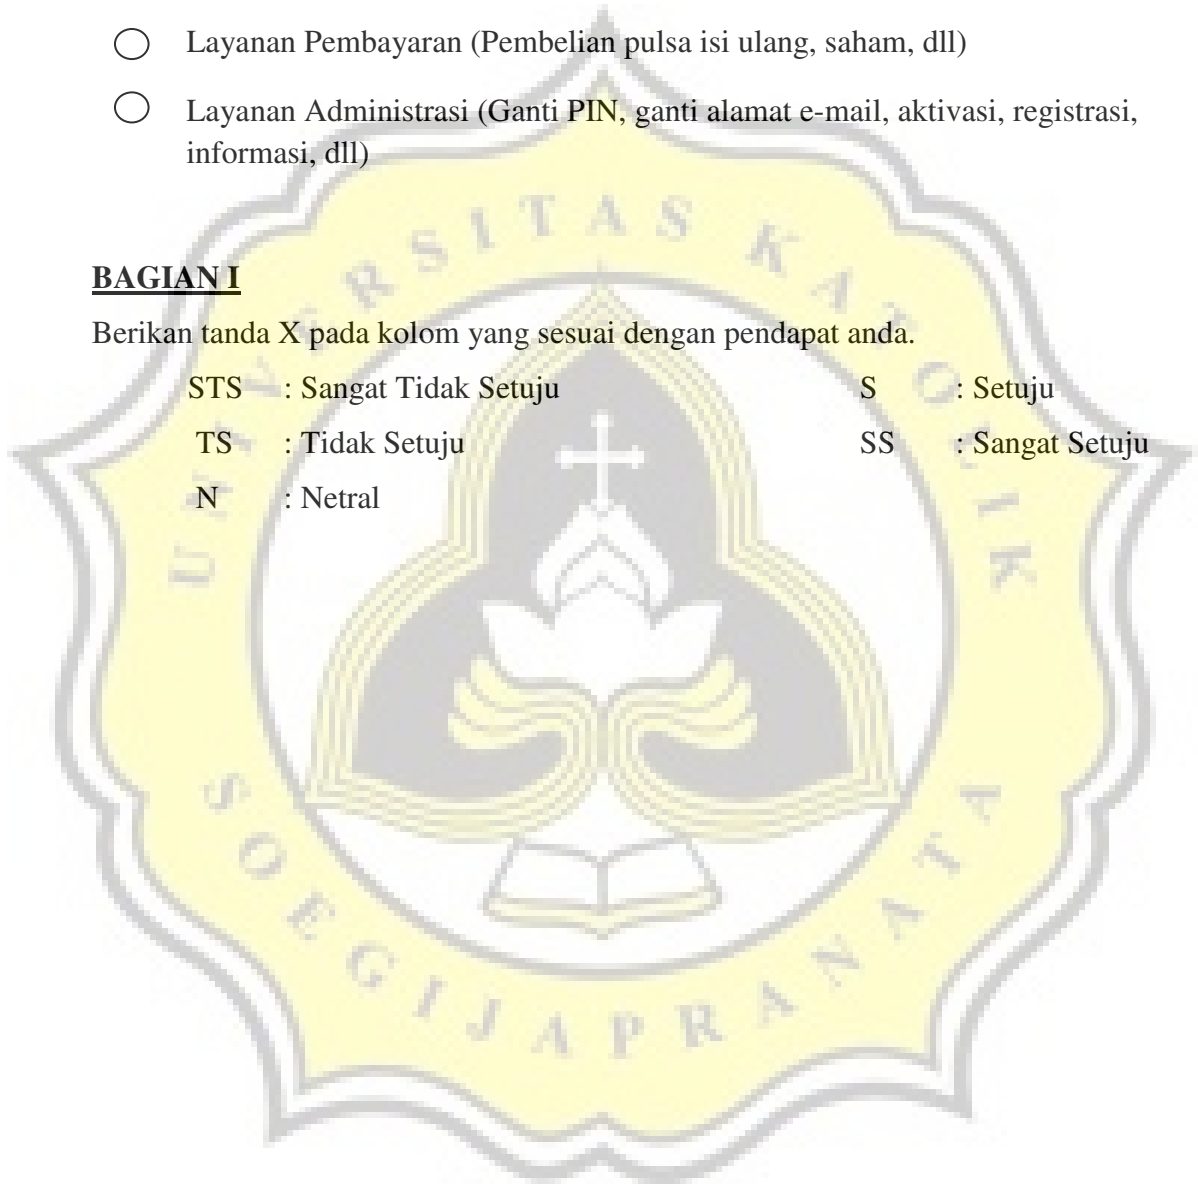 Layanan Pembayaran (Pembelian pulsa isi ulang, saham, dll)
Layanan Administrasi (Ganti PIN, ganti alamat e-mail, aktivasi, registrasi,
informasi, dll)
BAGIAN I
Berikan tanda X pada kolom yang sesuai dengan pendapat anda.
STS : Sangat Tidak Setuju S : Setuju
TS : Tidak Setuju SS : Sangat Setuju
N : Netral
UNIVERSITAS KATOLIK
SOEGIJAPRANATA